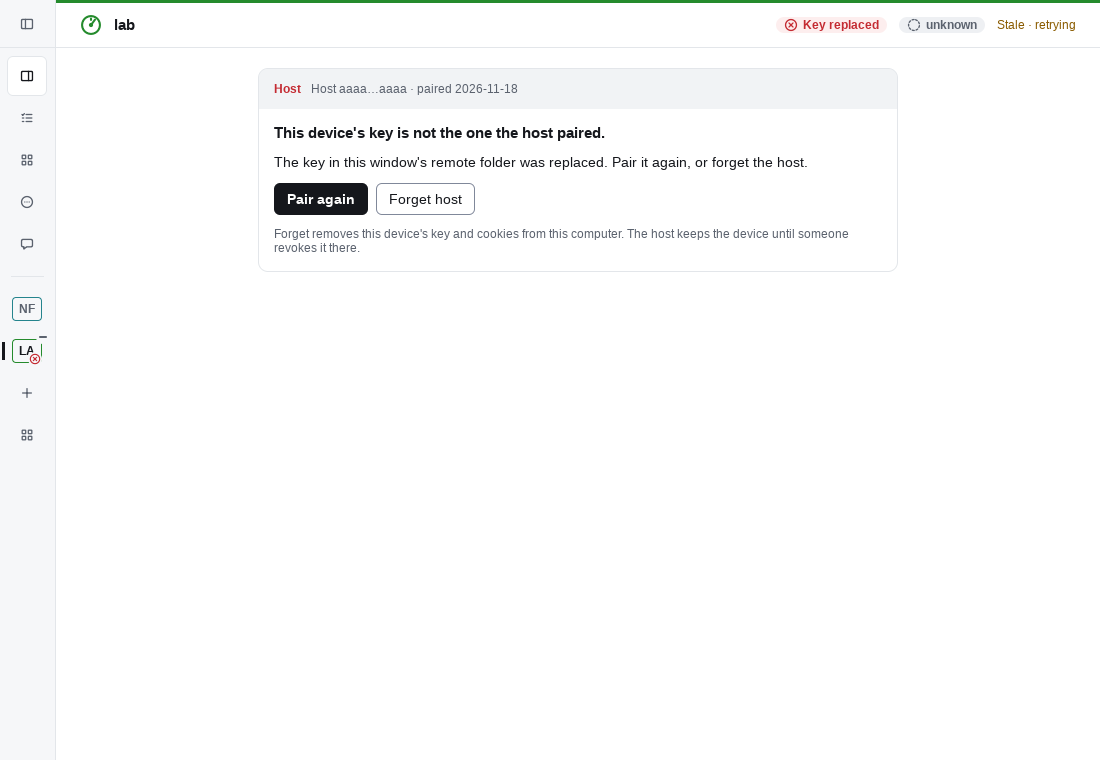 lab
Key replaced
unknown
Stale · retrying
Host Host aaaa…aaaa · paired 2026-11-18
This device's key is not the one the host paired.
The key in this window's remote folder was replaced. Pair it again, or forget the host.
Pair again
Forget host
Forget removes this device's key and cookies from this computer. The host keeps the device until someone
revokes it there.
NF
LA